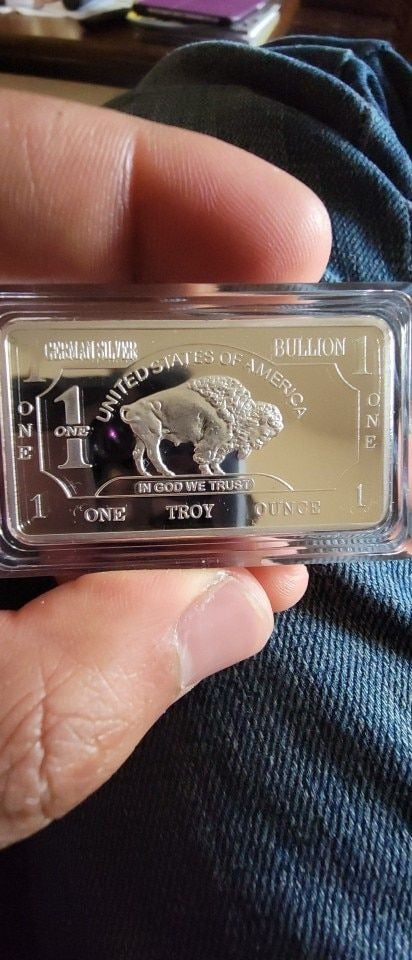 GERMAN SILVER BULLION
1 1
UNITED STATES OF AMERICA
ONE
1
ONE
ONE
IN GOD WE TRUST
1 ONE TROY OUNCE 1